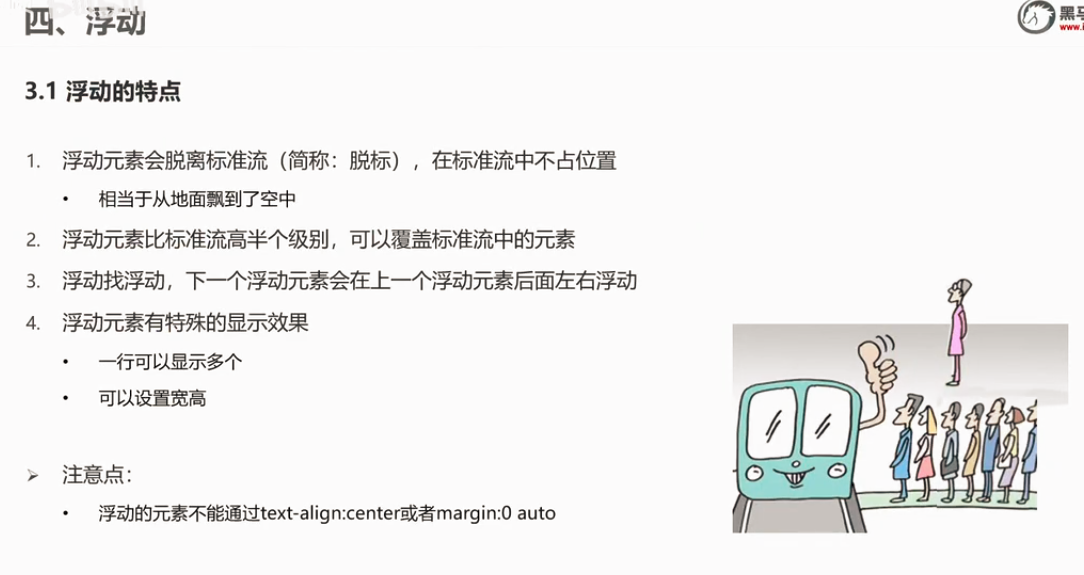 四、浮动
黑马
www.i
3.1 浮动的特点
1. 浮动元素会脱离标准流（简称：脱标），在标准流中不占位置
• 相当于从地面飘到了空中
2. 浮动元素比标准流高半个级别，可以覆盖标准流中的元素
3. 浮动找浮动，下一个浮动元素会在上一个浮动元素后面左右浮动
4. 浮动元素有特殊的显示效果
• 一行可以显示多个
• 可以设置宽高
➢ 注意点：
• 浮动的元素不能通过text-align:center或者margin:0 auto